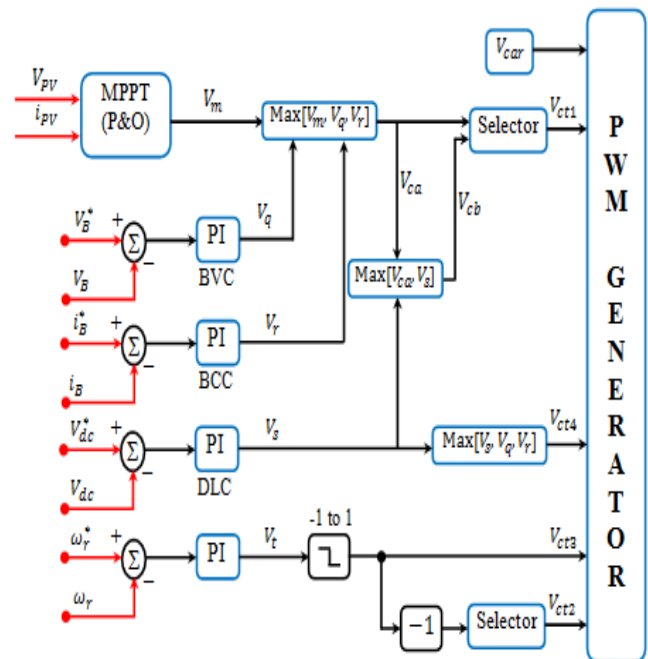 V_PV
i_PV
MPPT
(P&O)
V_m
Max[V_m, V_q, V_r]
V_car
Selector
V_ct1
V_ca
V_cb
V_B^*
+
Σ
−
V_B
PI
BVC
V_q
Max[V_ca, V_s]
i_B^*
+
Σ
−
i_B
PI
BCC
V_r
V_dc^*
+
Σ
−
V_dc
PI
DLC
V_s
Max[V_s, V_q, V_r]
V_ct4
ω_r^*
+
Σ
−
ω_r
PI
V_t
-1 to 1
V_ct3
−1
Selector
V_ct2
PWM
GENERATOR